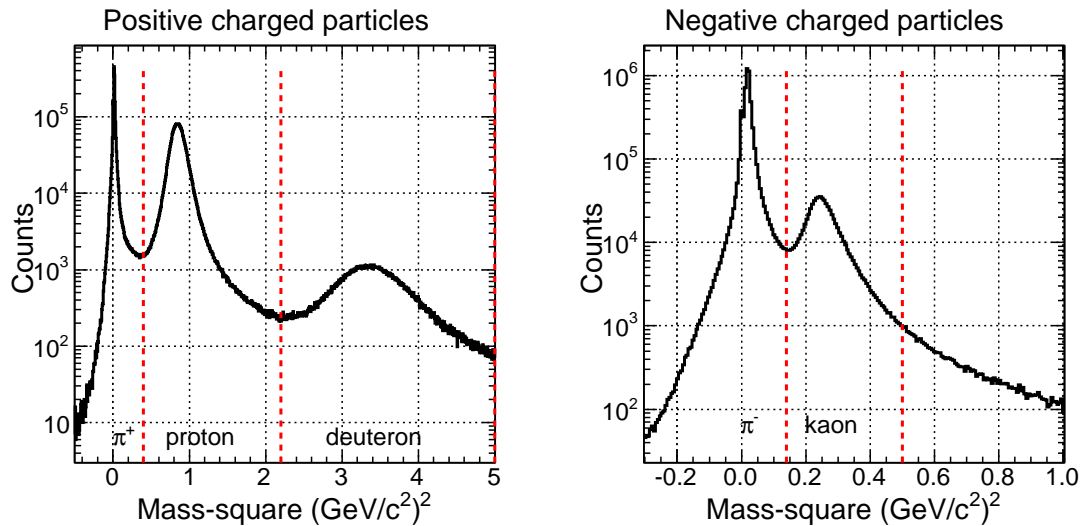 Positive charged particles
Counts
10⁵
10⁴
10³
10²
10
π⁺ proton deuteron
0 1 2 3 4 5
Mass-square (GeV/c²)²
Negative charged particles
Counts
10⁶
10⁵
10⁴
10³
10²
π⁻ kaon
-0.2 0.0 0.2 0.4 0.6 0.8 1.0
Mass-square (GeV/c²)²